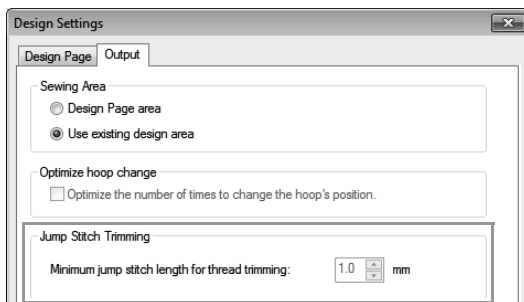 Design Settings
Design Page Output
Sewing Area
Design Page area
Use existing design area
Optimize hoop change
Optimize the number of times to change the hoop's position.
Jump Stitch Trimming
Minimum jump stitch length for thread trimming: 1.0 mm